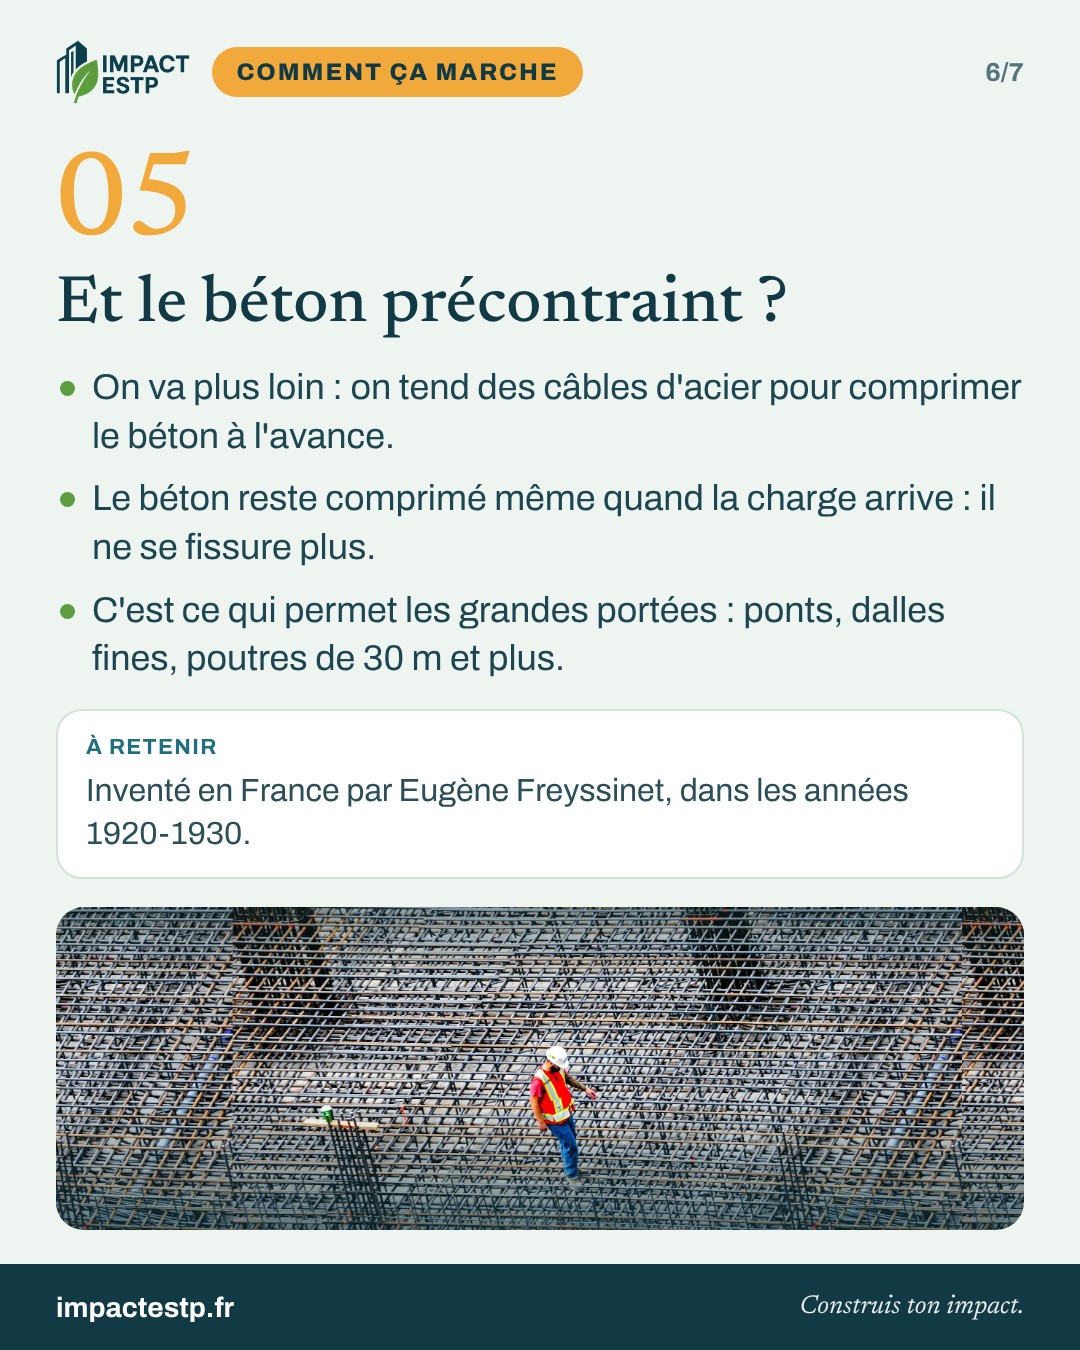 IMPACT
ESTP
COMMENT ÇA MARCHE
6/7
05
Et le béton précontraint ?
On va plus loin : on tend des câbles d'acier pour comprimer
le béton à l'avance.
Le béton reste comprimé même quand la charge arrive : il
ne se fissure plus.
C'est ce qui permet les grandes portées : ponts, dalles
fines, poutres de 30 m et plus.
À RETENIR
Inventé en France par Eugène Freyssinet, dans les années
1920-1930.
impactestp.fr
Construis ton impact.